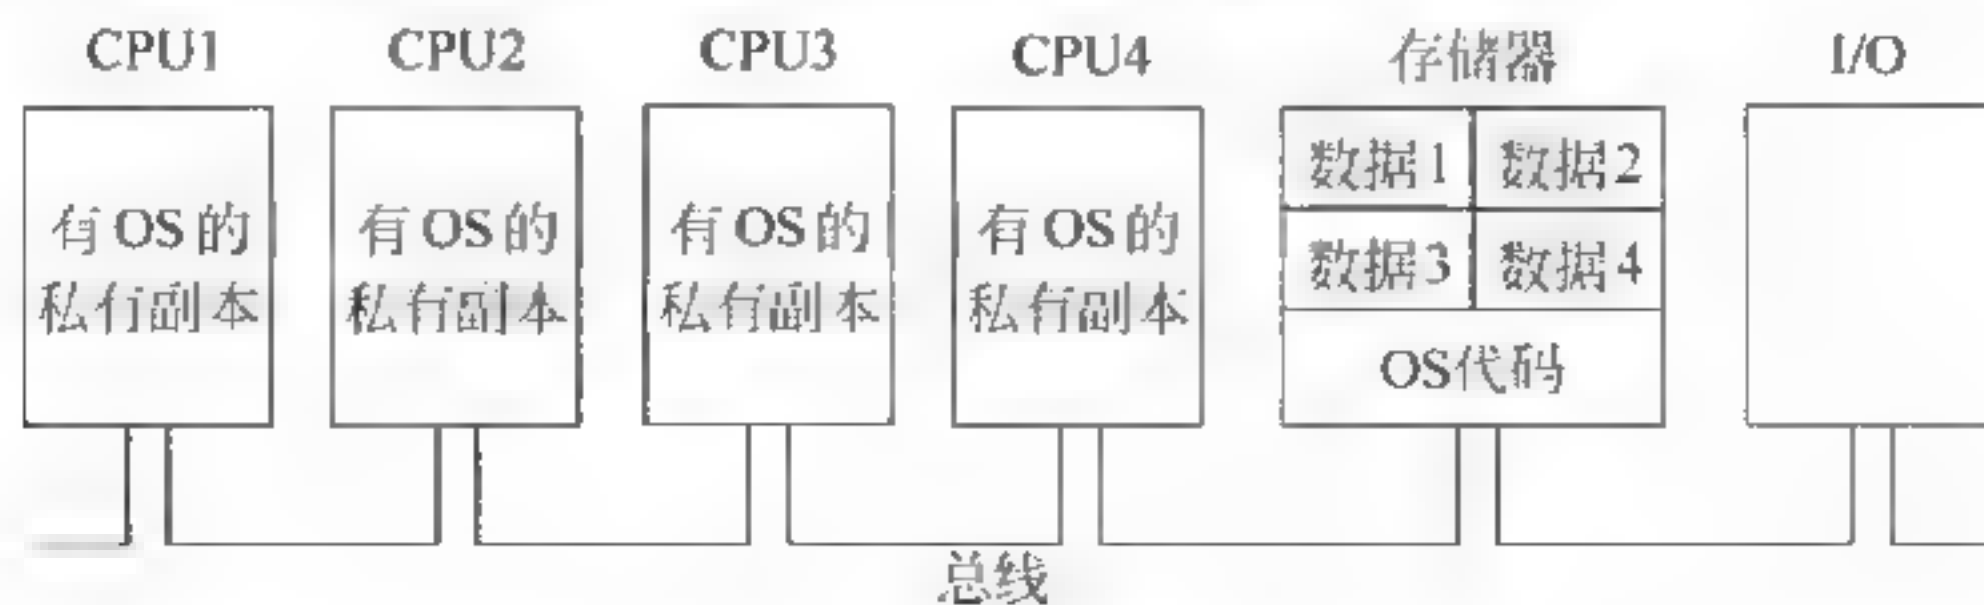 CPU1
CPU2
CPU3
CPU4
存储器
I/O
有OS的
私有副本
有OS的
私有副本
有OS的
私有副本
有OS的
私有副本
数据1
数据2
数据3
数据4
OS代码
总线